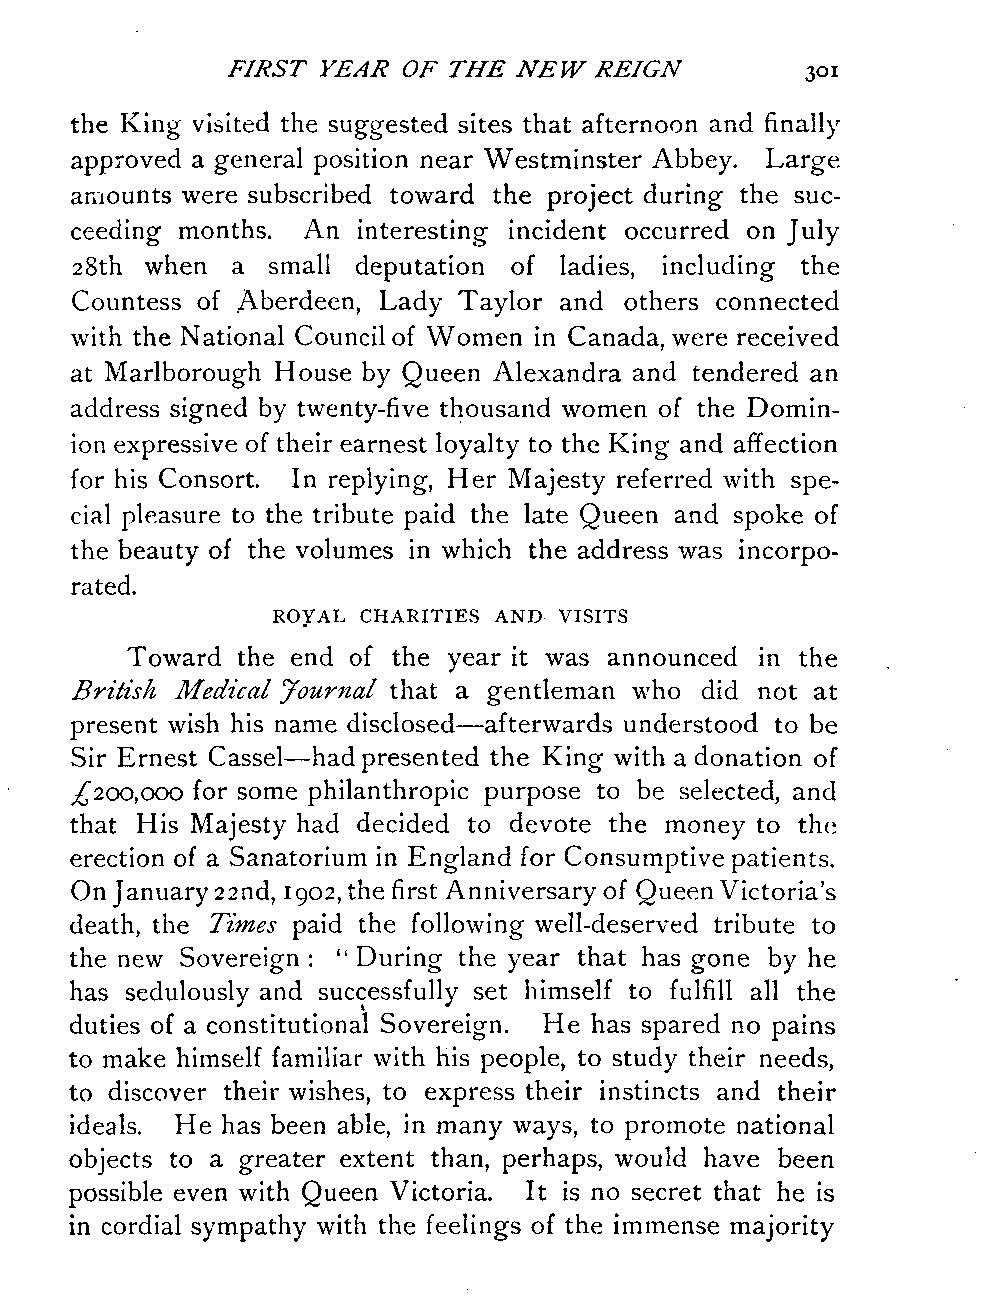 FIRST YEAR OF THE NEW REIGN 301
the King visited the suggested sites that afternoon and finally
approved a general position near Westminster Abbey. Large
amounts were subscribed toward the project during the suc-
ceeding months. An interesting incident occurred on July
28th when a small deputation of ladies, including the
Countess of Aberdeen, Lady Taylor and others connected
with the National Council of Women in Canada, were received
at Marlborough House by Queen Alexandra and tendered an
address signed by twenty-five thousand women of the Domin-
ion expressive of their earnest loyalty to the King and affection
for his Consort. In replying, Her Majesty referred with spe-
cial pleasure to the tribute paid the late Queen and spoke of
the beauty of the volumes in which the address was incorpo-
rated.
ROYAL CHARITIES AND VISITS
Toward the end of the year it was announced in the
British Medical Journal that a gentleman who did not at
present wish his name disclosed—afterwards understood to be
Sir Ernest Cassel—had presented the King with a donation of
£200,000 for some philanthropic purpose to be selected, and
that His Majesty had decided to devote the money to the
erection of a Sanatorium in England for Consumptive patients.
On January 22nd, 1902, the first Anniversary of Queen Victoria's
death, the Times paid the following well-deserved tribute to
the new Sovereign : " During the year that has gone by he
has sedulously and successfully set himself to fulfill all the
duties of a constitutional Sovereign. He has spared no pains
to make himself familiar with his people, to study their needs,
to discover their wishes, to express their instincts and their
ideals. He has been able, in many ways, to promote national
objects to a greater extent than, perhaps, would have been
possible even with Queen Victoria. It is no secret that he is
in cordial sympathy with the feelings of the immense majority